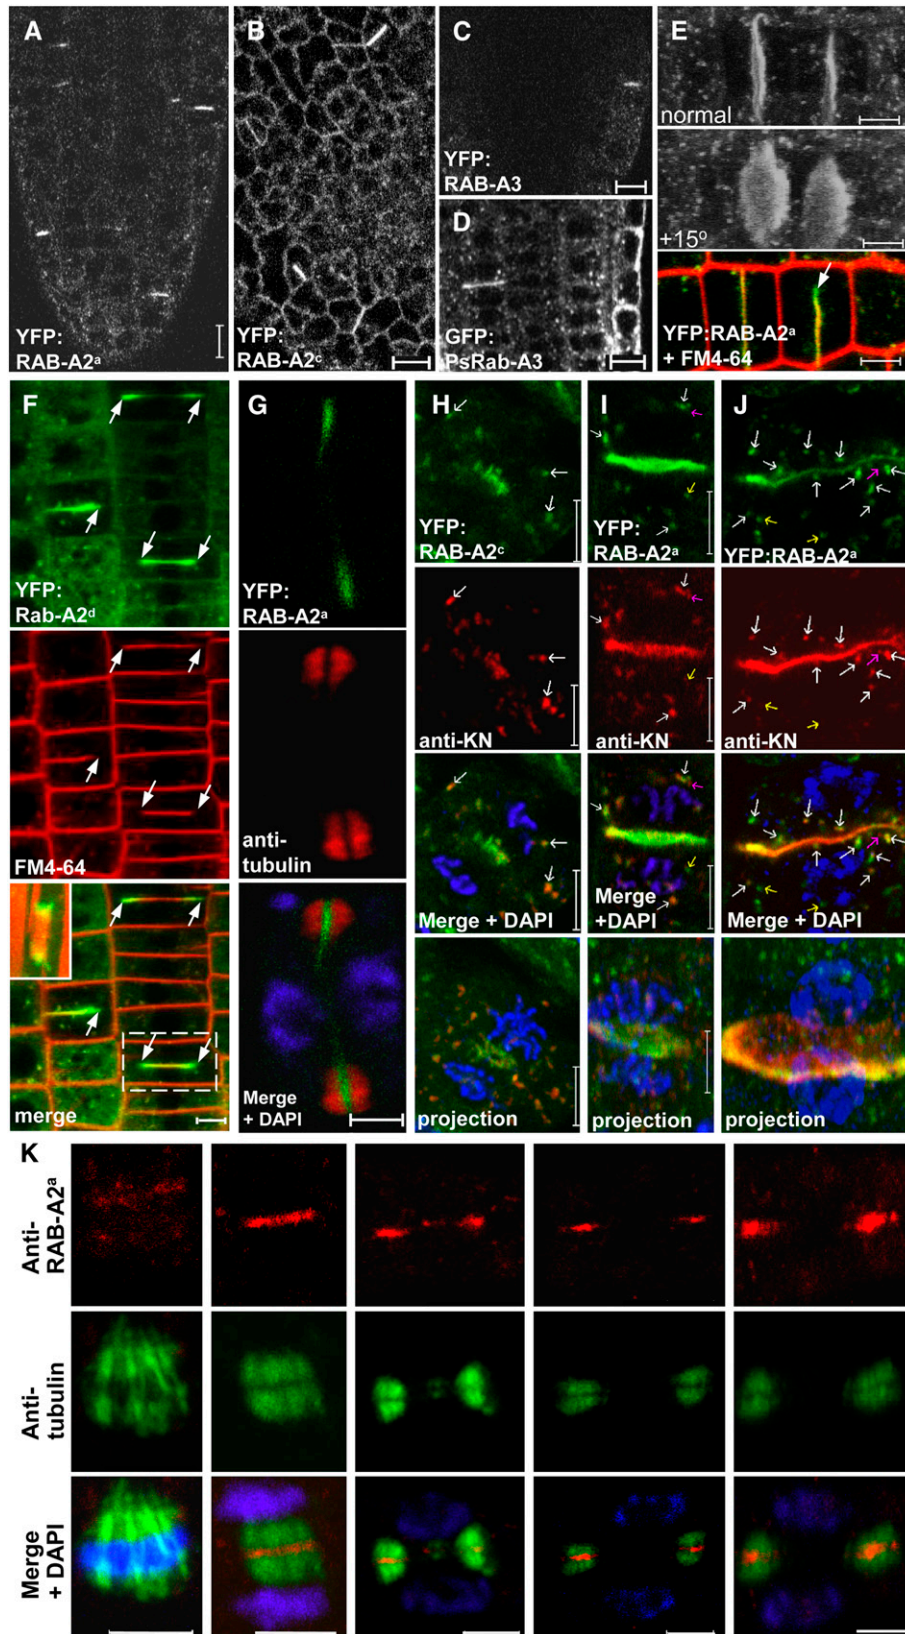 A
YFP:
RAB-A2ᵃ
B
YFP:
RAB-A2ᶜ
C
YFP:
RAB-A3
D
GFP:
PsRab-A3
E
normal
+15°
YFP:RAB-A2ᵃ
+ FM4-64
F
YFP:
Rab-A2ᵈ
FM4-64
merge
G
YFP:
RAB-A2ᵃ
anti-
tubulin
Merge
+ DAPI
H
YFP:
RAB-A2ᶜ
anti-KN
Merge + DAPI
projection
I
YFP:
RAB-A2ᵃ
anti-KN
Merge
+DAPI
projection
J
YFP:RAB-A2ᵃ
anti-KN
Merge + DAPI
projection
K
Anti-
RAB-A2ᵃ
Anti-
tubulin
Merge
+ DAPI